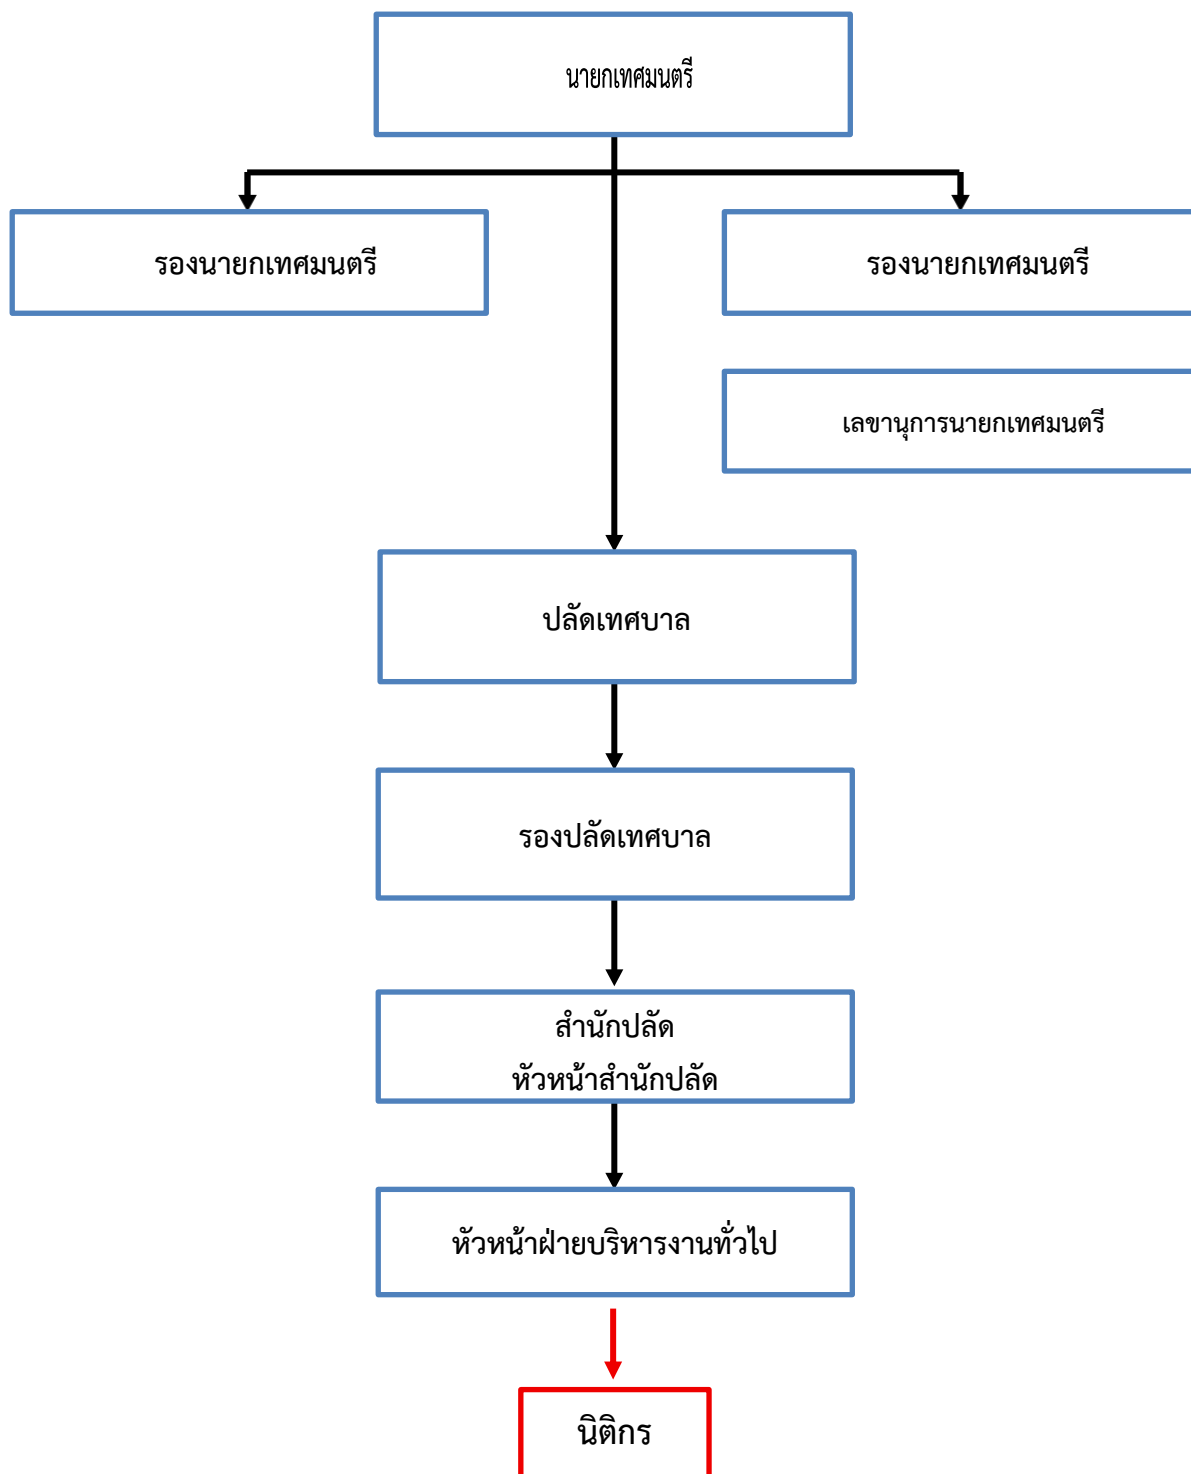 นายกเทศมนตรี
รองนายกเทศมนตรี
รองนายกเทศมนตรี
เลขานุการนายกเทศมนตรี
ปลัดเทศบาล
รองปลัดเทศบาล
สำนักปลัด
หัวหน้าสำนักปลัด
หัวหน้าฝ่ายบริหารงานทั่วไป
นิติกร